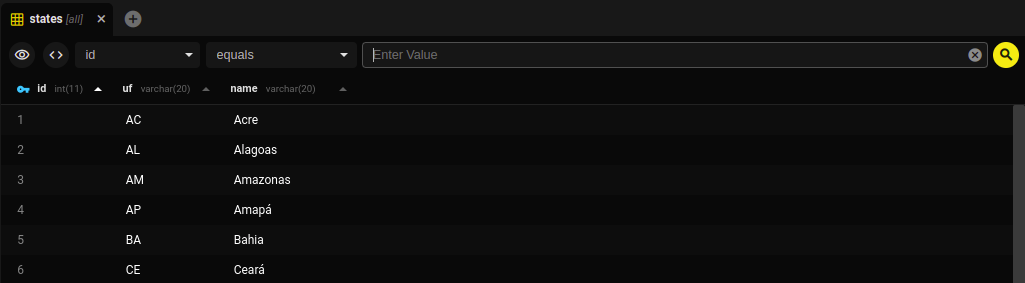 states [all]
id equals Enter Value
id int(11) uf varchar(20) name varchar(20)
1 AC Acre
2 AL Alagoas
3 AM Amazonas
4 AP Amapá
5 BA Bahia
6 CE Ceará